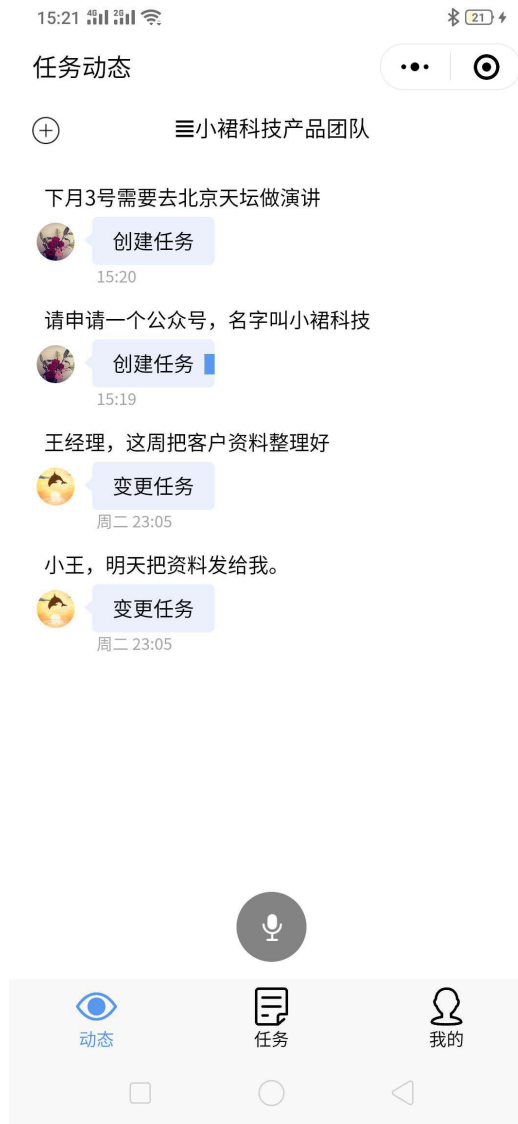 15:21 4G 2G 21
任务动态
小裙科技产品团队
下月3号需要去北京天坛做演讲
创建任务
15:20
请申请一个公众号，名字叫小裙科技
创建任务
15:19
王经理，这周把客户资料整理好
变更任务
周二 23:05
小王，明天把资料发给我。
变更任务
周二 23:05
动态 任务 我的